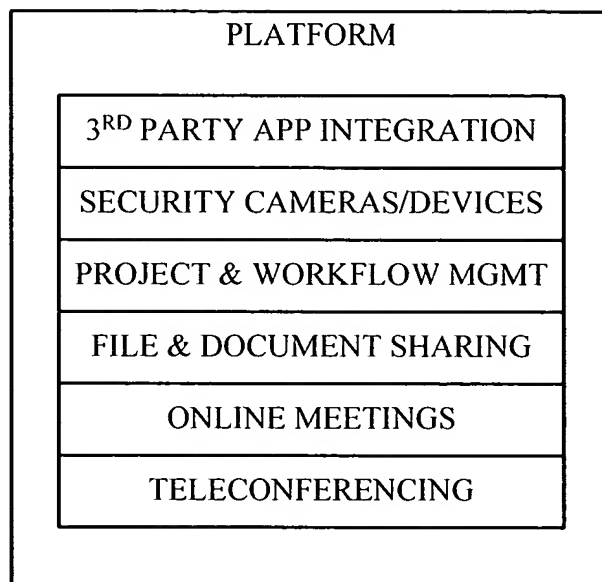 PLATFORM
3RD PARTY APP INTEGRATION
SECURITY CAMERAS/DEVICES
PROJECT & WORKFLOW MGMT
FILE & DOCUMENT SHARING
ONLINE MEETINGS
TELECONFERENCING